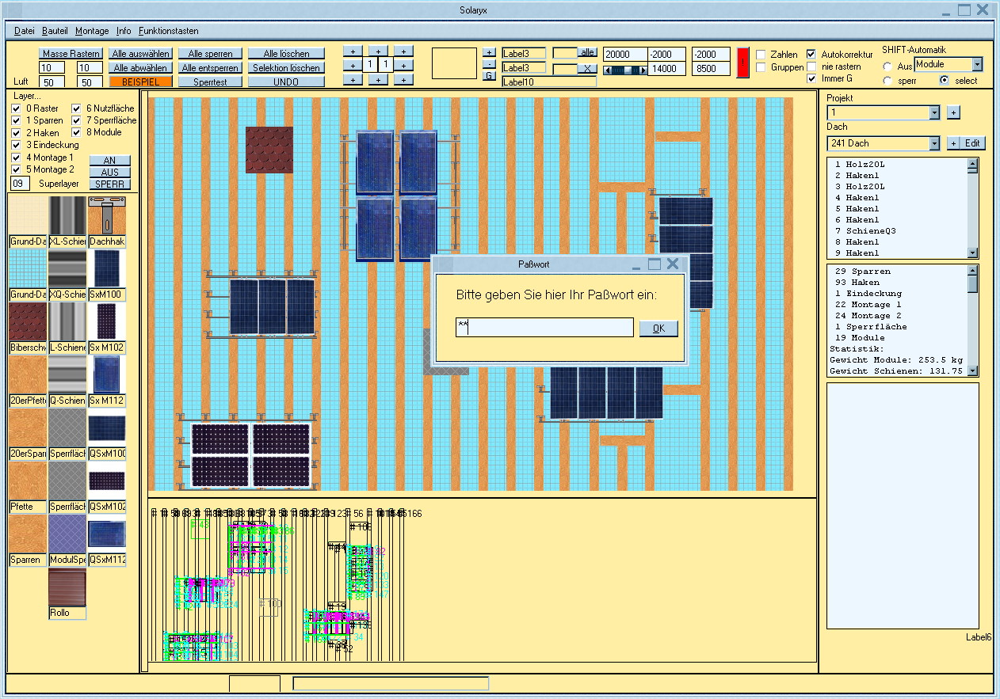 Solaryx
Datei Bauteil Montage Info Funktionstasten
Masse Rastern Alle auswählen Alle sperren Alle löschen
10 10 Alle abwählen Alle entsperren Selektion löschen
Luft 50 50 BEISPIEL Sperrtest UNDO
+ + +
+ 1 1 +
+ + +
+ Label3 alle
- Label3 X
G Label10
20000 -2000 -2000
14000 8500
Zahlen Autokorrektur
Gruppen nie rastern
Immer G
SHIFT-Automatik
Aus Module
sperr select
Layer...
0 Raster 6 Nutzfläche
1 Sparren 7 Sperrfläche
2 Haken 8 Module
3 Eindeckung
4 Montage 1 AN
5 Montage 2 AUS
09 Superlayer SPERR
Grund-Da XL-Schier Dachhak
Grund-Da XQ-Schie SxM100
Biberschw L-Schiene Sx M102
20erPfette Q-Schien Sx M112
20erSparr Sperrfläch QSxM100
Pfette Sperrfläch QSxM102
Sparren ModulSpe QSxM112
Rollo
Paßwort
Bitte geben Sie hier Ihr Paßwort ein:
**
OK
Projekt
1 +
Dach
241 Dach + Edit
1 Holz20L
2 Haken1
3 Holz20L
4 Haken1
5 Haken1
6 Haken1
7 SchieneQ3
8 Haken1
9 Haken1
29 Sparren
93 Haken
1 Eindeckung
22 Montage 1
24 Montage 2
1 Sperrfläche
19 Module
Statistik:
Gewicht Module: 253.5 kg
Gewicht Schienen: 131.75
Label6
# 43
# 56
# 100